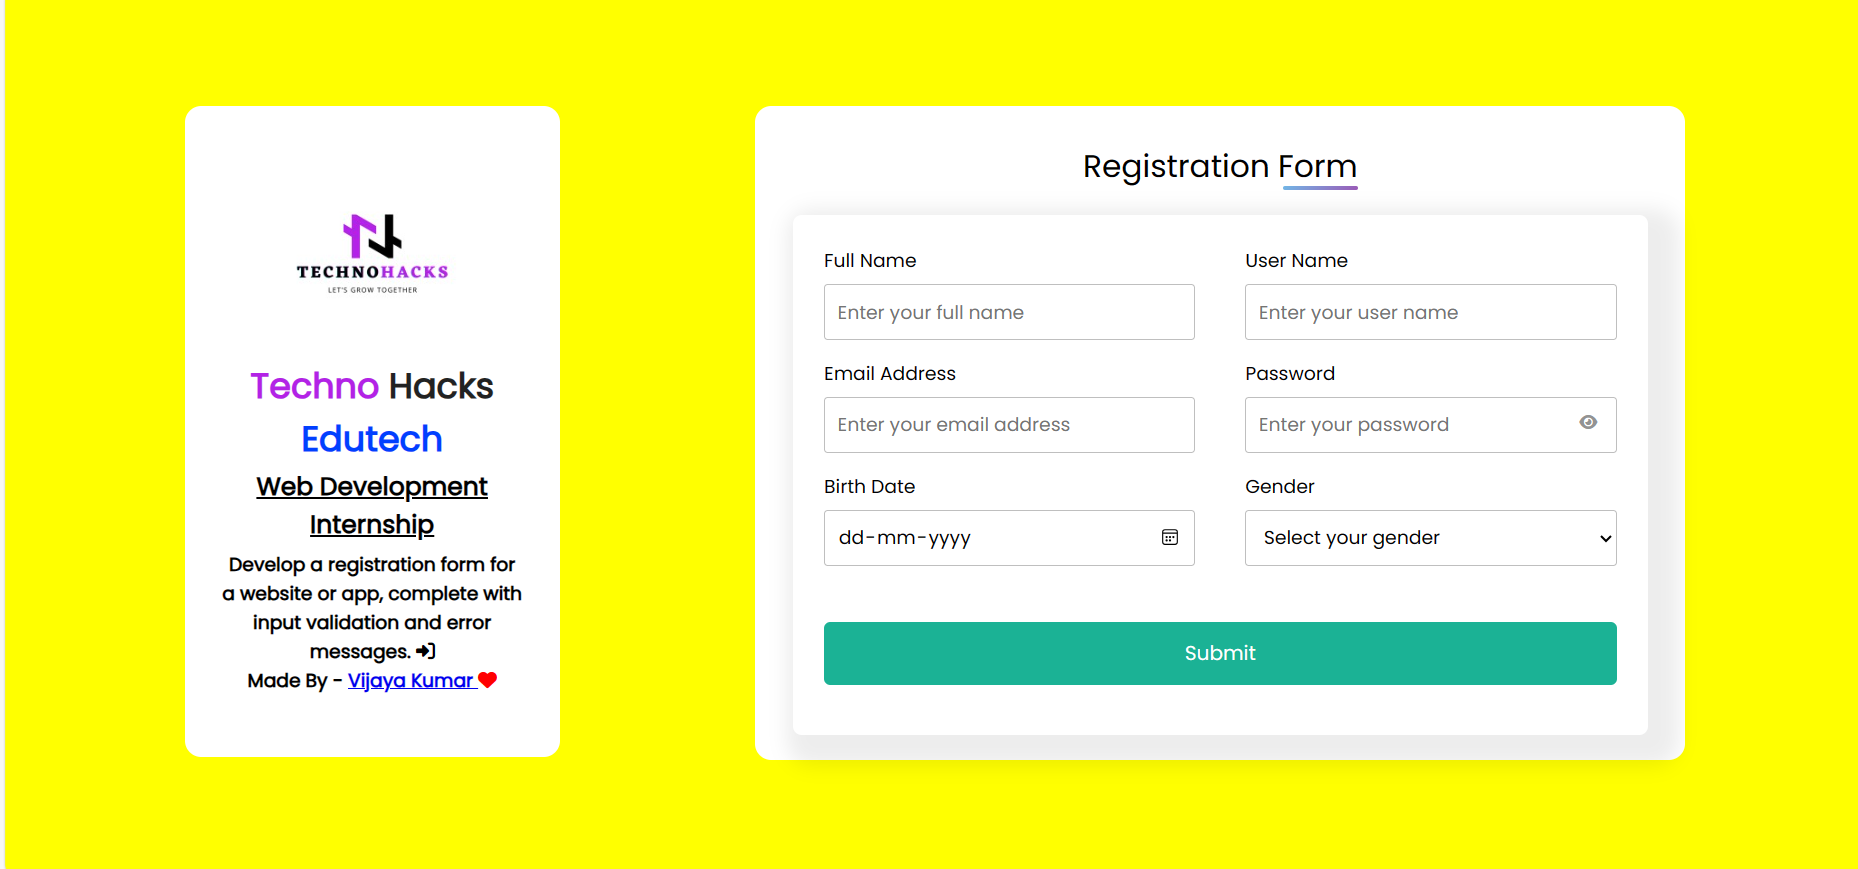 TECHNOHACKS
LET'S GROW TOGETHER
Techno Hacks
Edutech
Web Development
Internship
Develop a registration form for
a website or app, complete with
input validation and error
messages.
Made By - Vijaya Kumar
Registration Form
Full Name
User Name
Enter your full name
Enter your user name
Email Address
Password
Enter your email address
Enter your password
Birth Date
Gender
dd-mm-yyyy
Select your gender
Submit